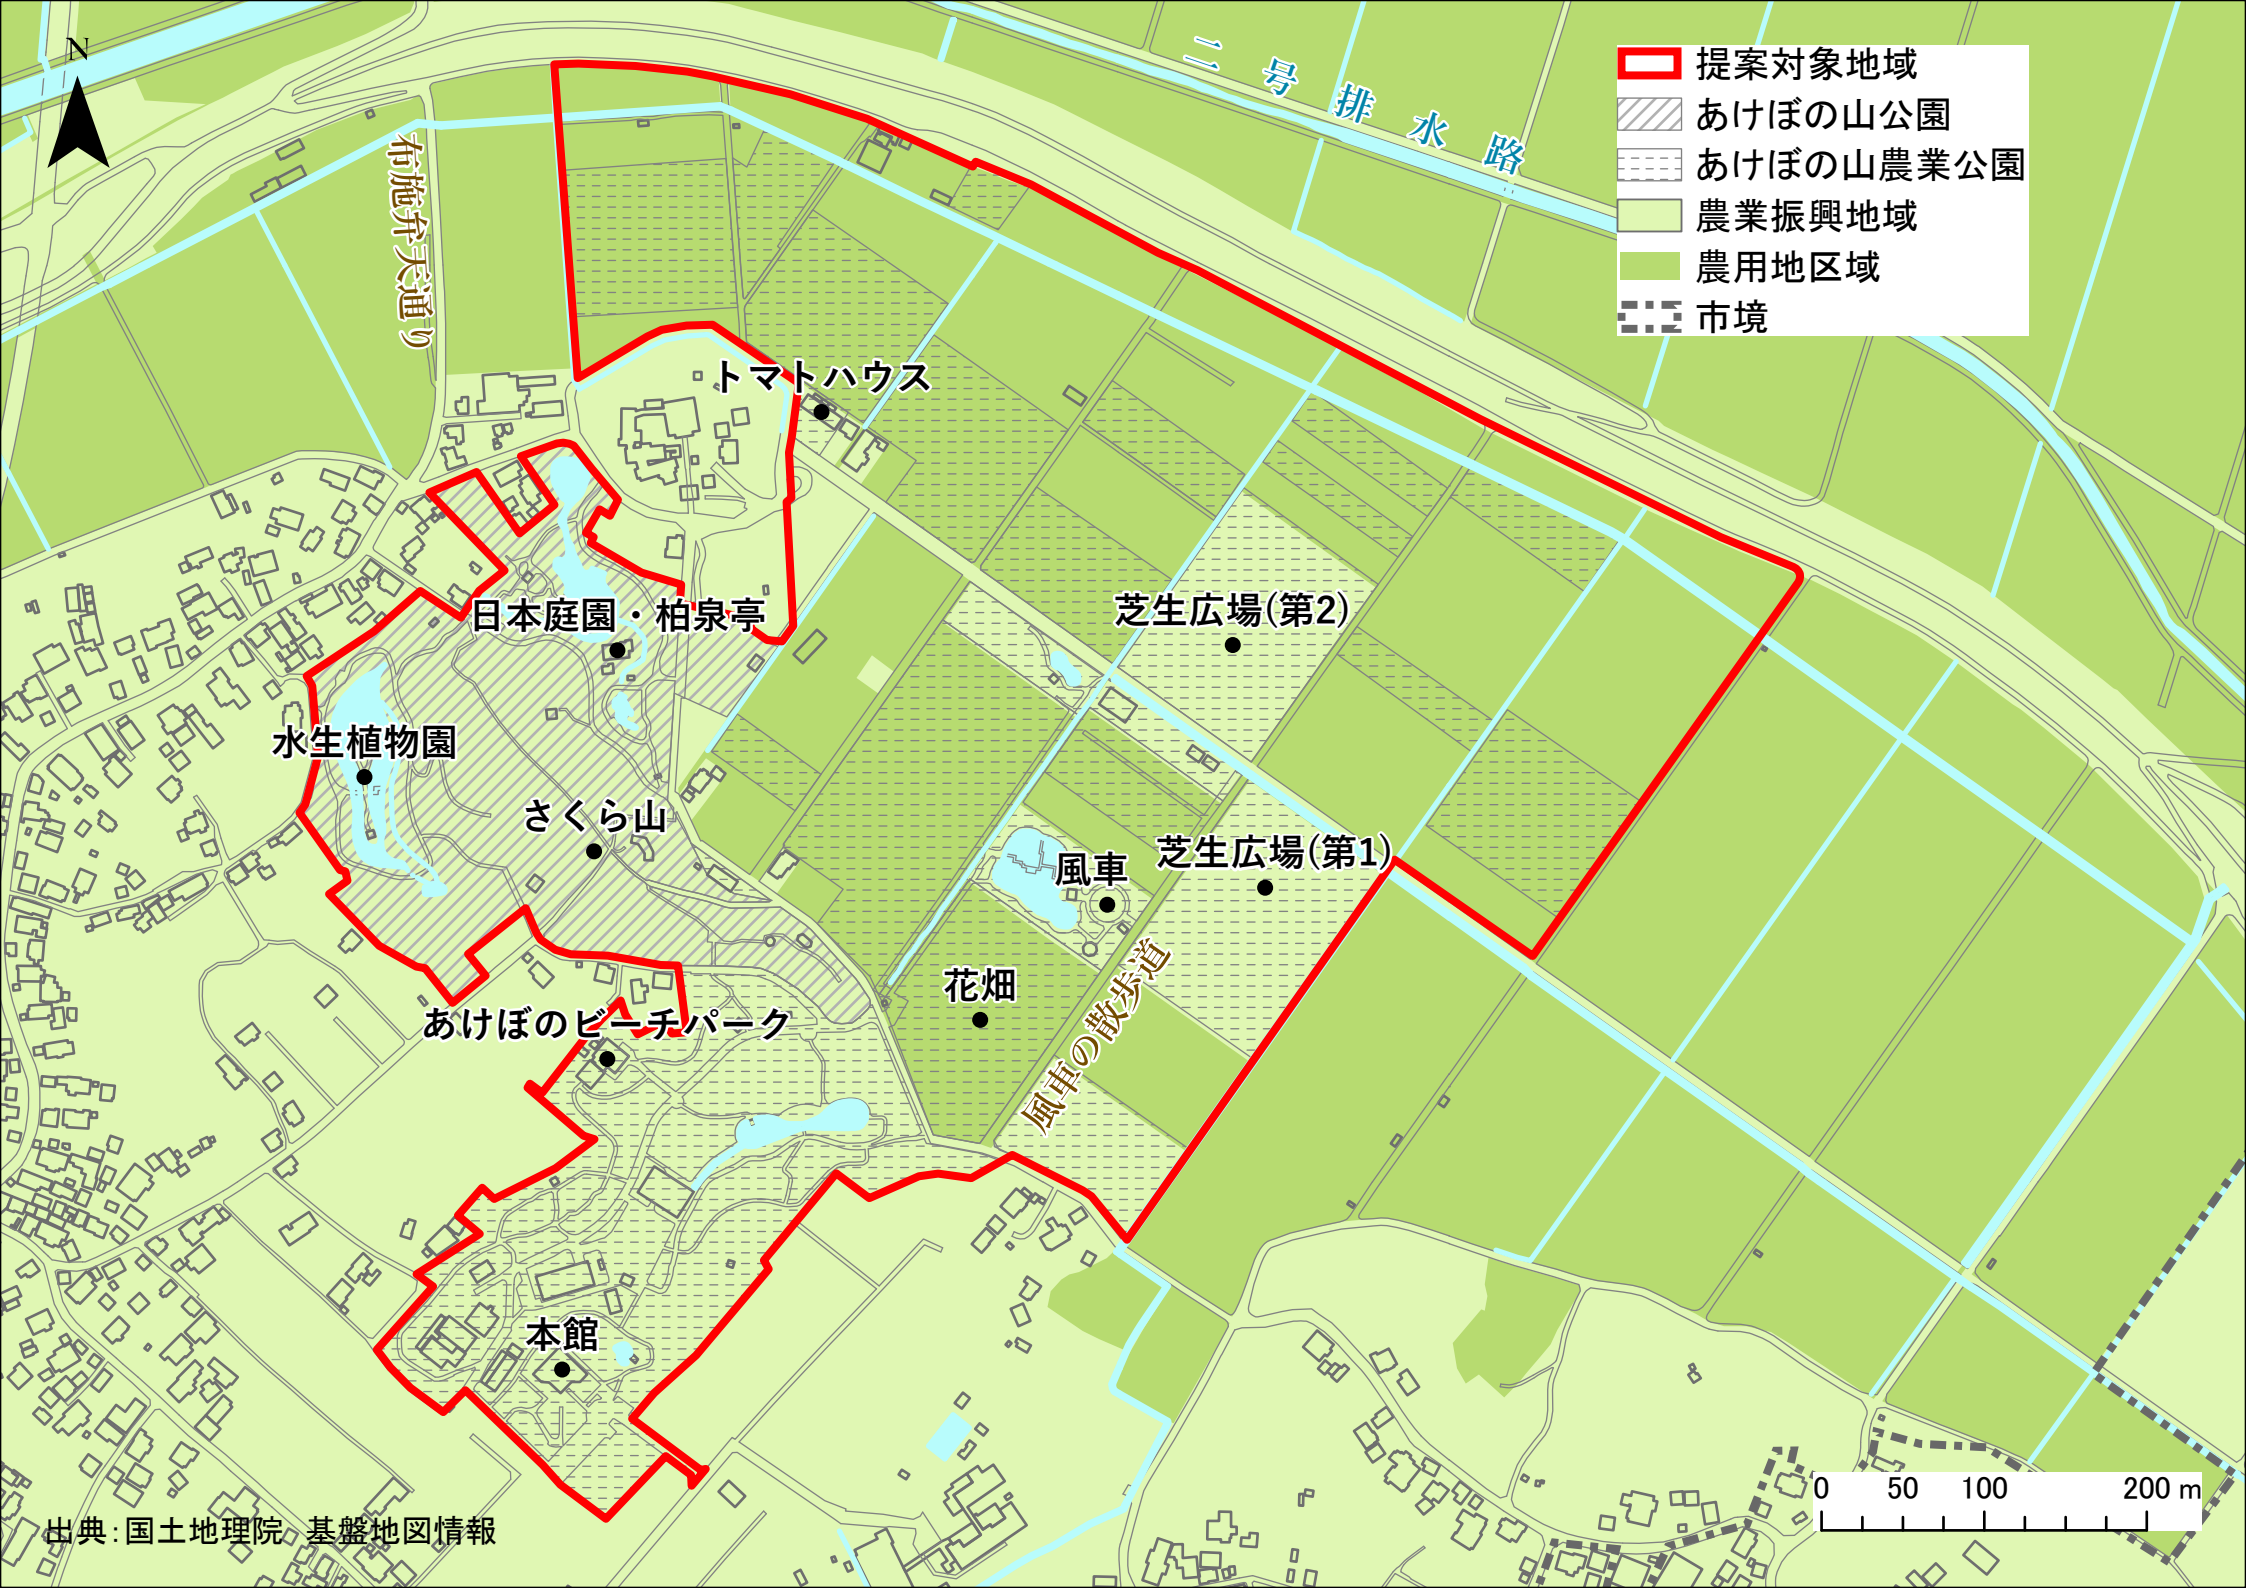 N
二号排水路
提案対象地域
あけぼの山公園
あけぼの山農業公園
農業振興地域
農用地区域
市境
布施弁天通り
トマトハウス
日本庭園・柏泉亭
芝生広場(第2)
水生植物園
さくら山
風車
芝生広場(第1)
花畑
風車の散歩道
あけぼのビーチパーク
本館
0 50 100 200 m
出典:国土地理院 基盤地図情報